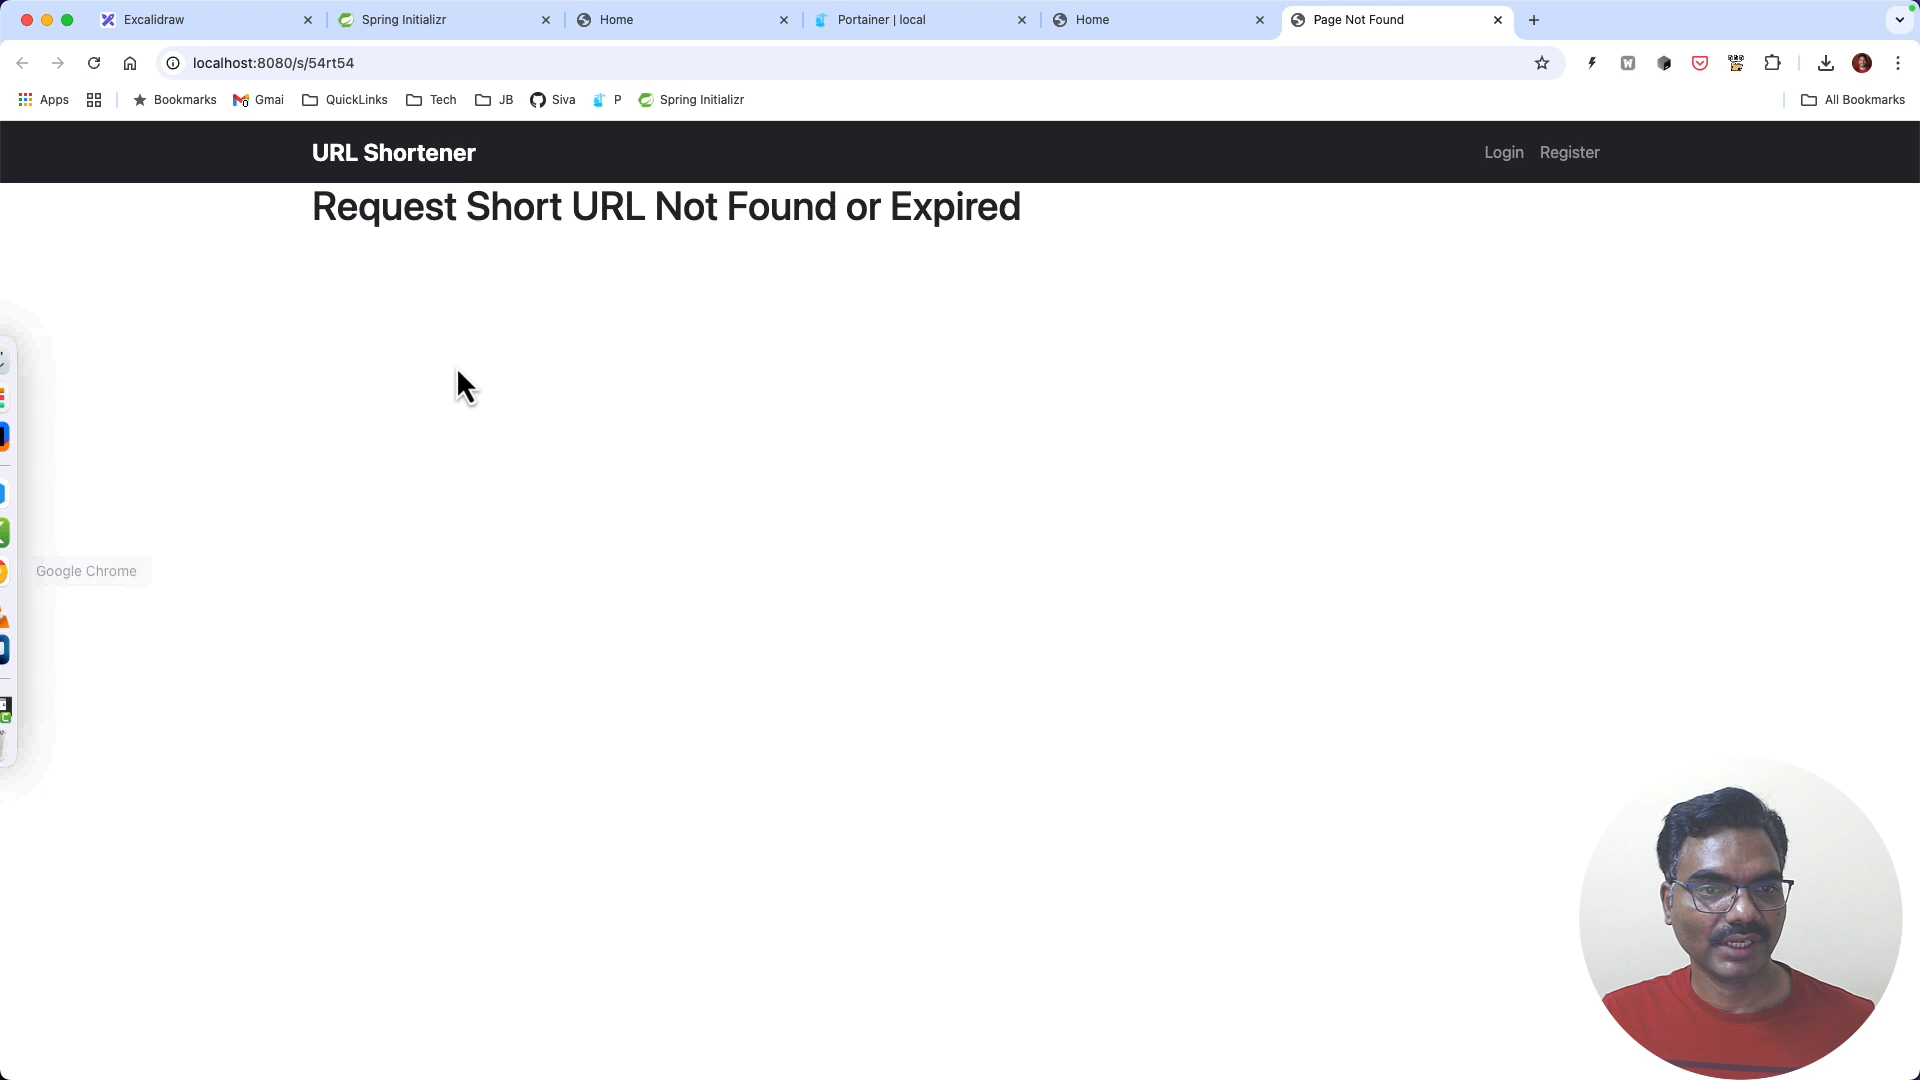 Excalidraw
Spring Initializr
Home
Portainer | local
Home
Page Not Found
localhost:8080/s/54rt54
Apps
Bookmarks
Gmai
QuickLinks
Tech
JB
Siva
P
Spring Initializr
All Bookmarks
URL Shortener
Login
Register
Request Short URL Not Found or Expired
Google Chrome